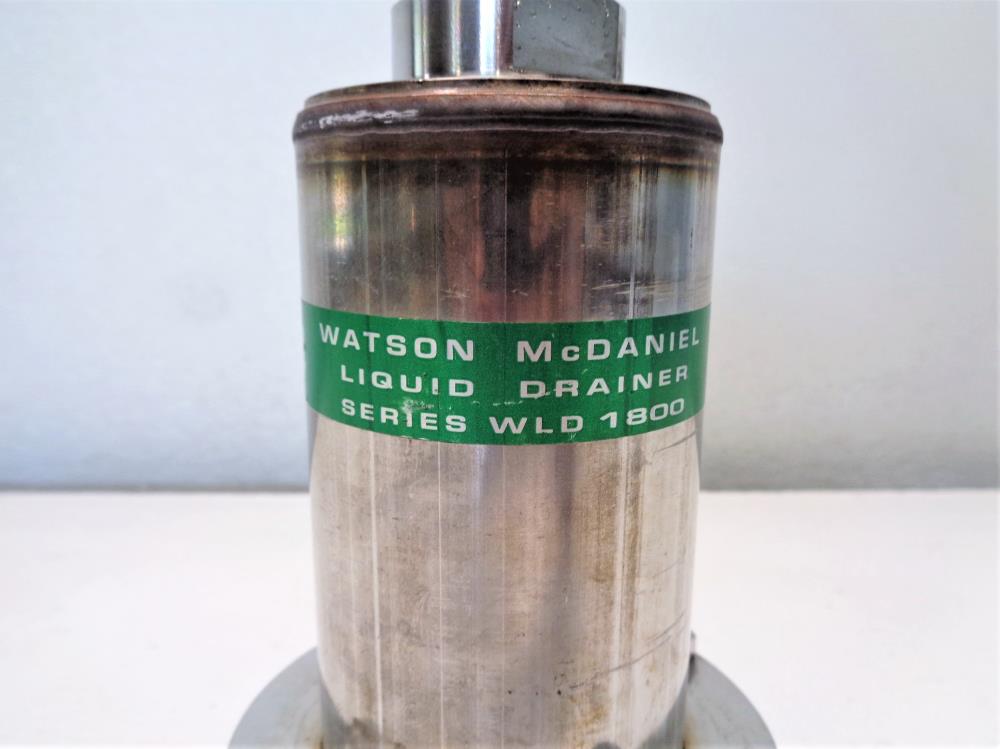 WATSON McDANIEL
LIQUID DRAINER
SERIES WLD 1800